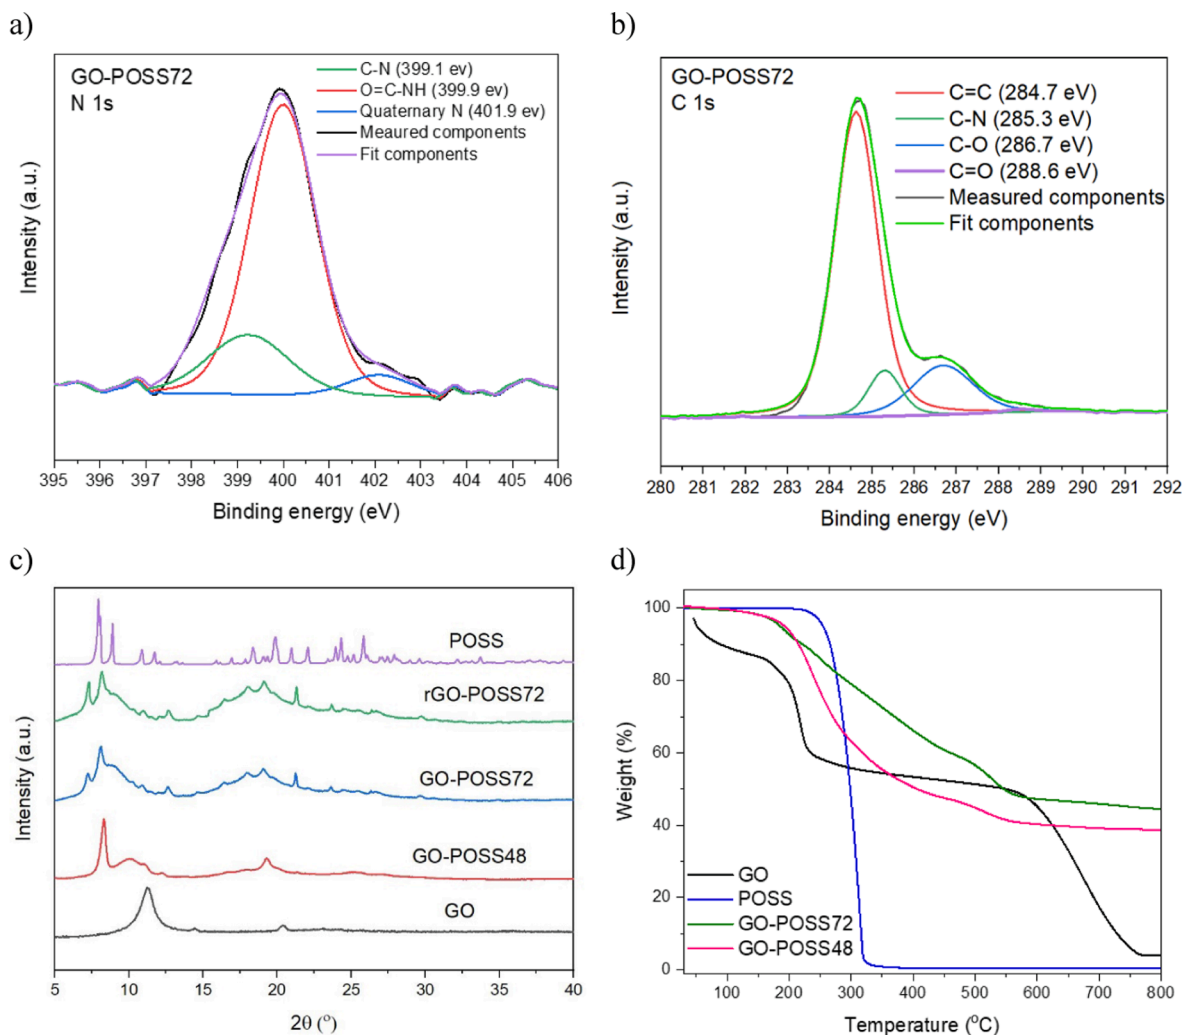 a)
GO-POSS72
N 1s
C-N (399.1 ev)
O=C-NH (399.9 ev)
Quaternary N (401.9 ev)
Meaured components
Fit components
Intensity (a.u.)
395 396 397 398 399 400 401 402 403 404 405 406
Binding energy (eV)
b)
GO-POSS72
C 1s
C=C (284.7 eV)
C-N (285.3 eV)
C-O (286.7 eV)
C=O (288.6 eV)
Measured components
Fit components
Intensity (a.u.)
280 281 282 283 284 285 286 287 288 289 290 291 292
Binding energy (eV)
c)
POSS
rGO-POSS72
GO-POSS72
GO-POSS48
GO
Intensity (a.u.)
5 10 15 20 25 30 35 40
2θ (°)
d)
100
80
60
40
20
0
Weight (%)
GO
POSS
GO-POSS72
GO-POSS48
100 200 300 400 500 600 700 800
Temperature (°C)